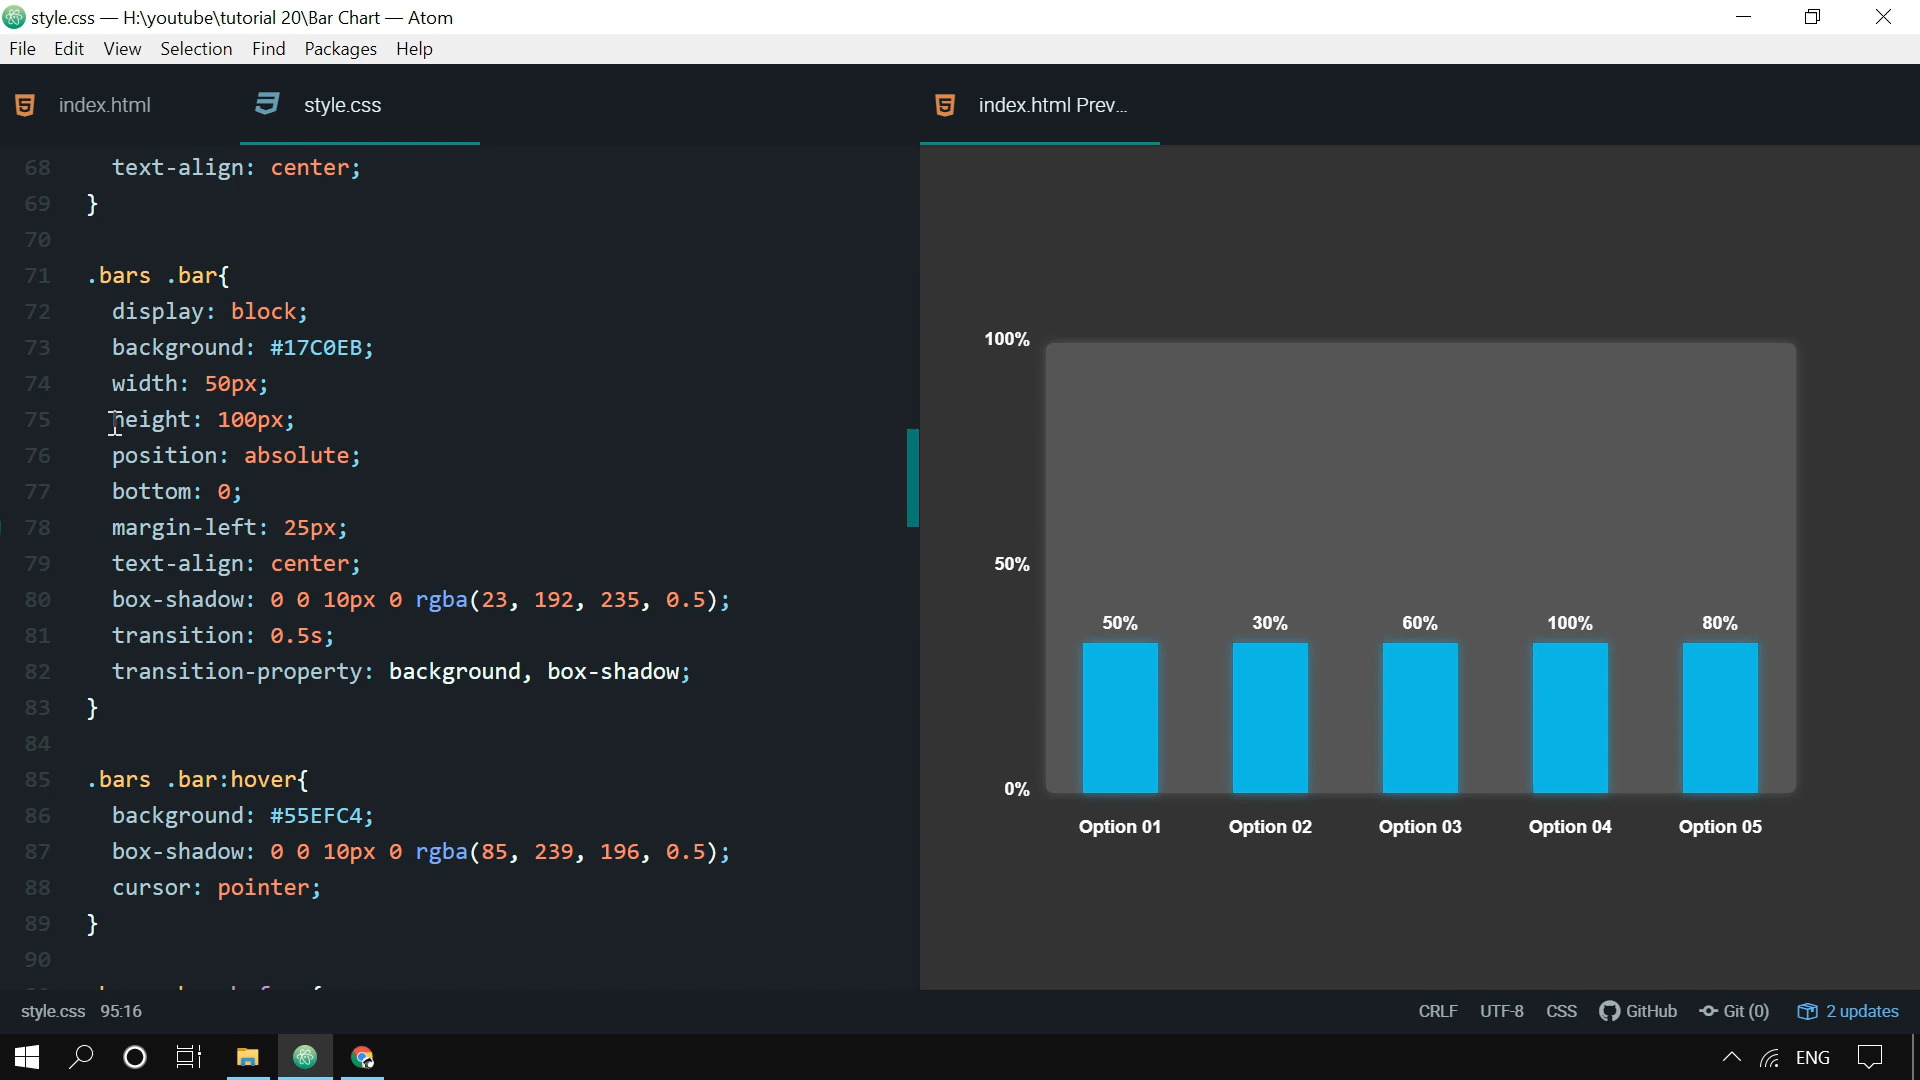 style.css — H:\youtube\tutorial 20\Bar Chart — Atom
File Edit View Selection Find Packages Help
index.html
style.css
index.html Prev...
68 text-align: center;
69 }
70
71 .bars .bar{
72 display: block;
73 background: #17C0EB;
74 width: 50px;
75 height: 100px;
76 position: absolute;
77 bottom: 0;
78 margin-left: 25px;
79 text-align: center;
80 box-shadow: 0 0 10px 0 rgba(23, 192, 235, 0.5);
81 transition: 0.5s;
82 transition-property: background, box-shadow;
83 }
84
85 .bars .bar:hover{
86 background: #55EFC4;
87 box-shadow: 0 0 10px 0 rgba(85, 239, 196, 0.5);
88 cursor: pointer;
89 }
90
100%
50%
50% 30% 60% 100% 80%
0%
Option 01 Option 02 Option 03 Option 04 Option 05
style.css 95:16
CRLF UTF-8 CSS GitHub Git (0) 2 updates
ENG